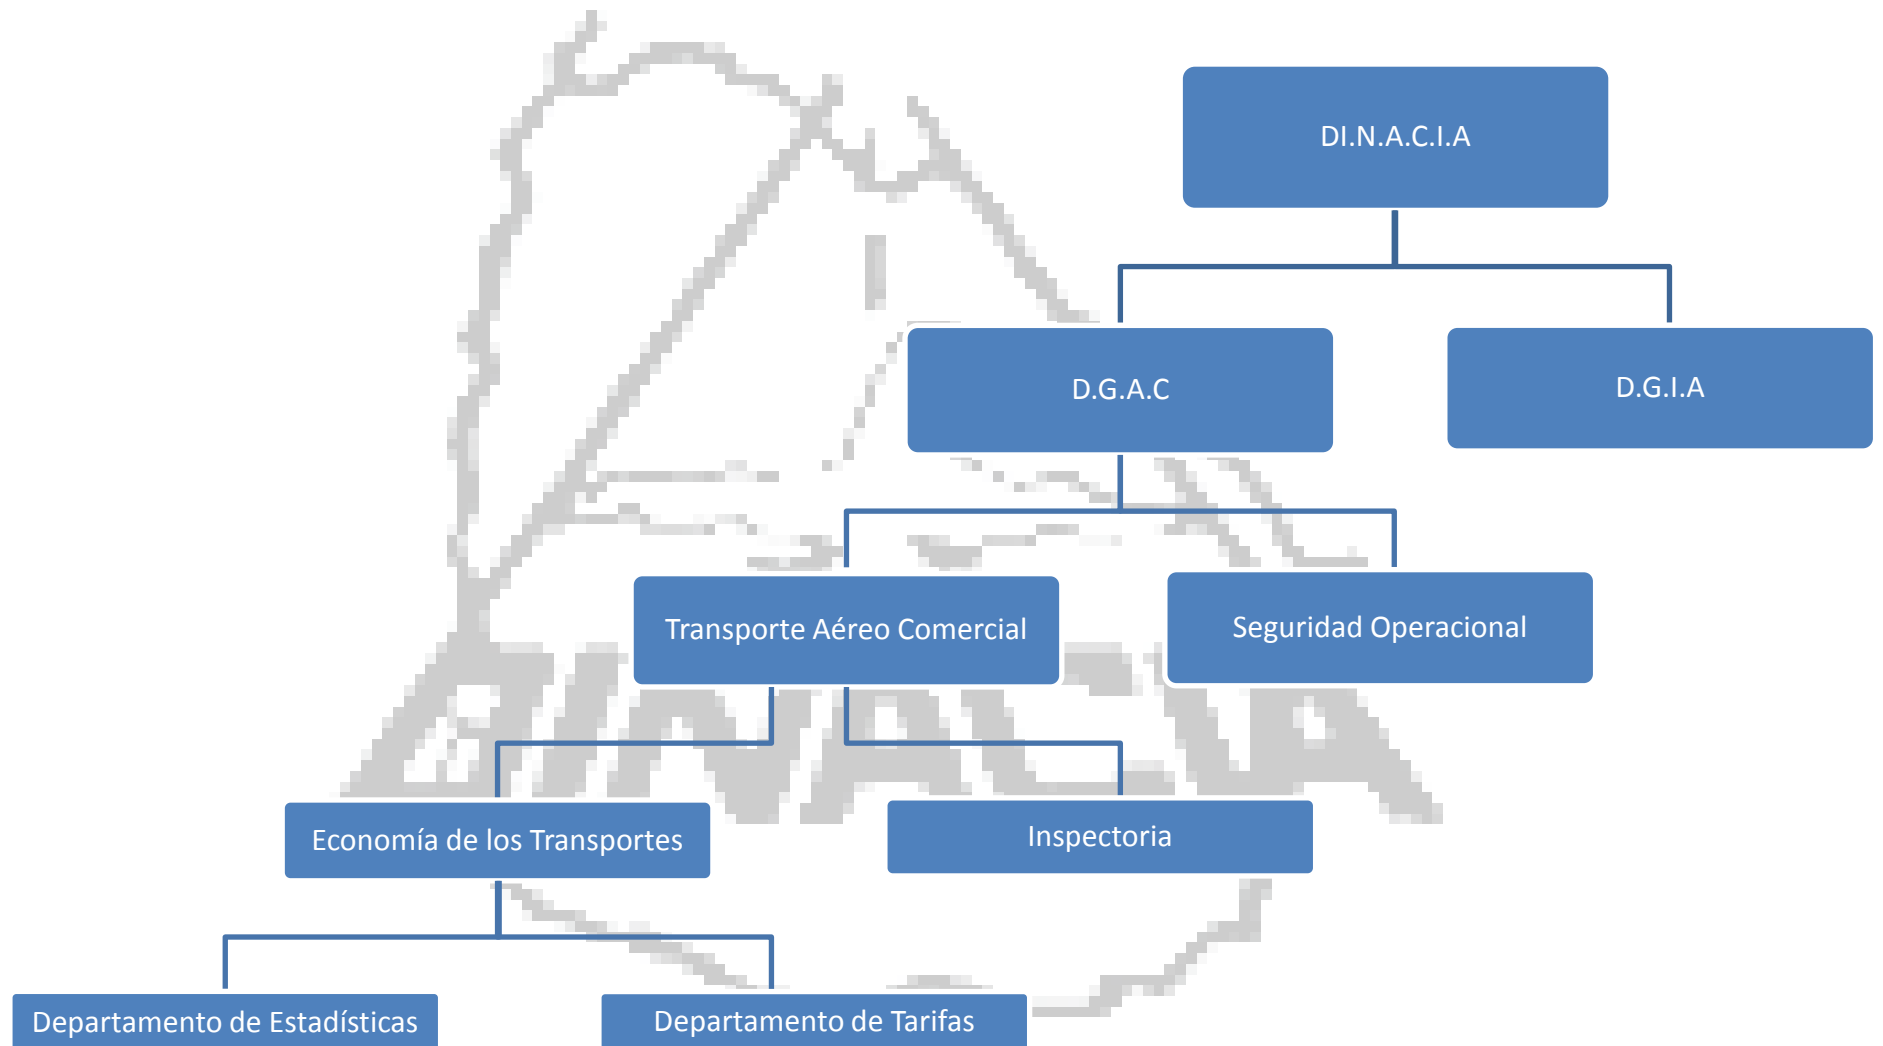 DI.N.A.C.I.A
D.G.A.C
D.G.I.A
Transporte Aéreo Comercial
Seguridad Operacional
Economía de los Transportes
Inspectoria
Departamento de Estadísticas
Departamento de Tarifas